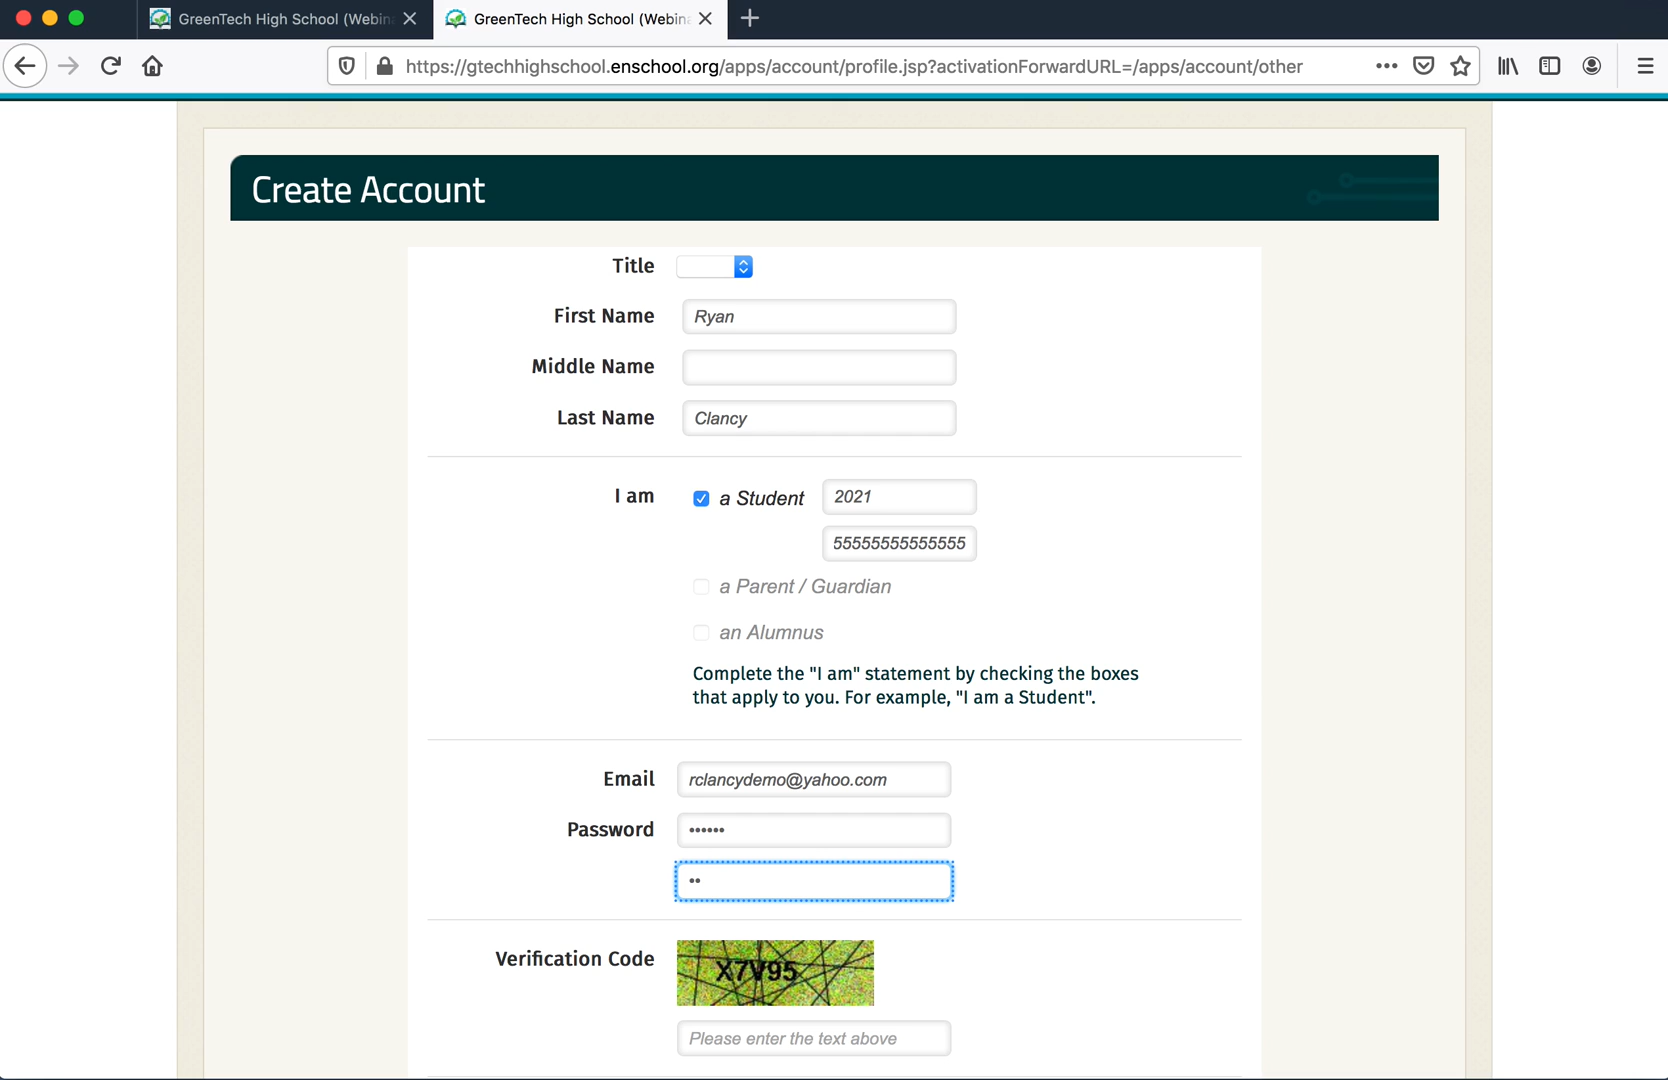 GreenTech High School (Webin
GreenTech High School (Webina
https://gtechhighschool.enschool.org/apps/account/profile.jsp?activationForwardURL=/apps/account/other
Create Account
Title
First Name Ryan
Middle Name
Last Name Clancy
I am a Student 2021
55555555555555
a Parent / Guardian
an Alumnus
Complete the "I am" statement by checking the boxes
that apply to you. For example, "I am a Student".
Email rclancydemo@yahoo.com
Password ••••••
••
Verification Code X7V95
Please enter the text above